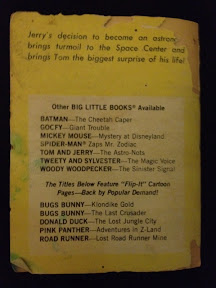 Jerry's decision to become an astronaut
brings turmoil to the Space Center and
brings Tom the biggest surprise of his life!
Other BIG LITTLE BOOKS® Available
BATMAN—The Cheetah Caper
GOOFY—Giant Trouble
MICKEY MOUSE—Mystery at Disneyland
SPIDER-MAN® Zaps Mr. Zodiac
TOM AND JERRY—The Astro-Nots
TWEETY AND SYLVESTER—The Magic Voice
WOODY WOODPECKER—The Sinister Signal
The Titles Below Feature "Flip-It" Cartoon
Pages—Back by Popular Demand!
BUGS BUNNY—Klondike Gold
BUGS BUNNY—The Last Crusader
DONALD DUCK—The Lost Jungle City
PINK PANTHER—Adventures in Z-Land
ROAD RUNNER—Lost Road Runner Mine